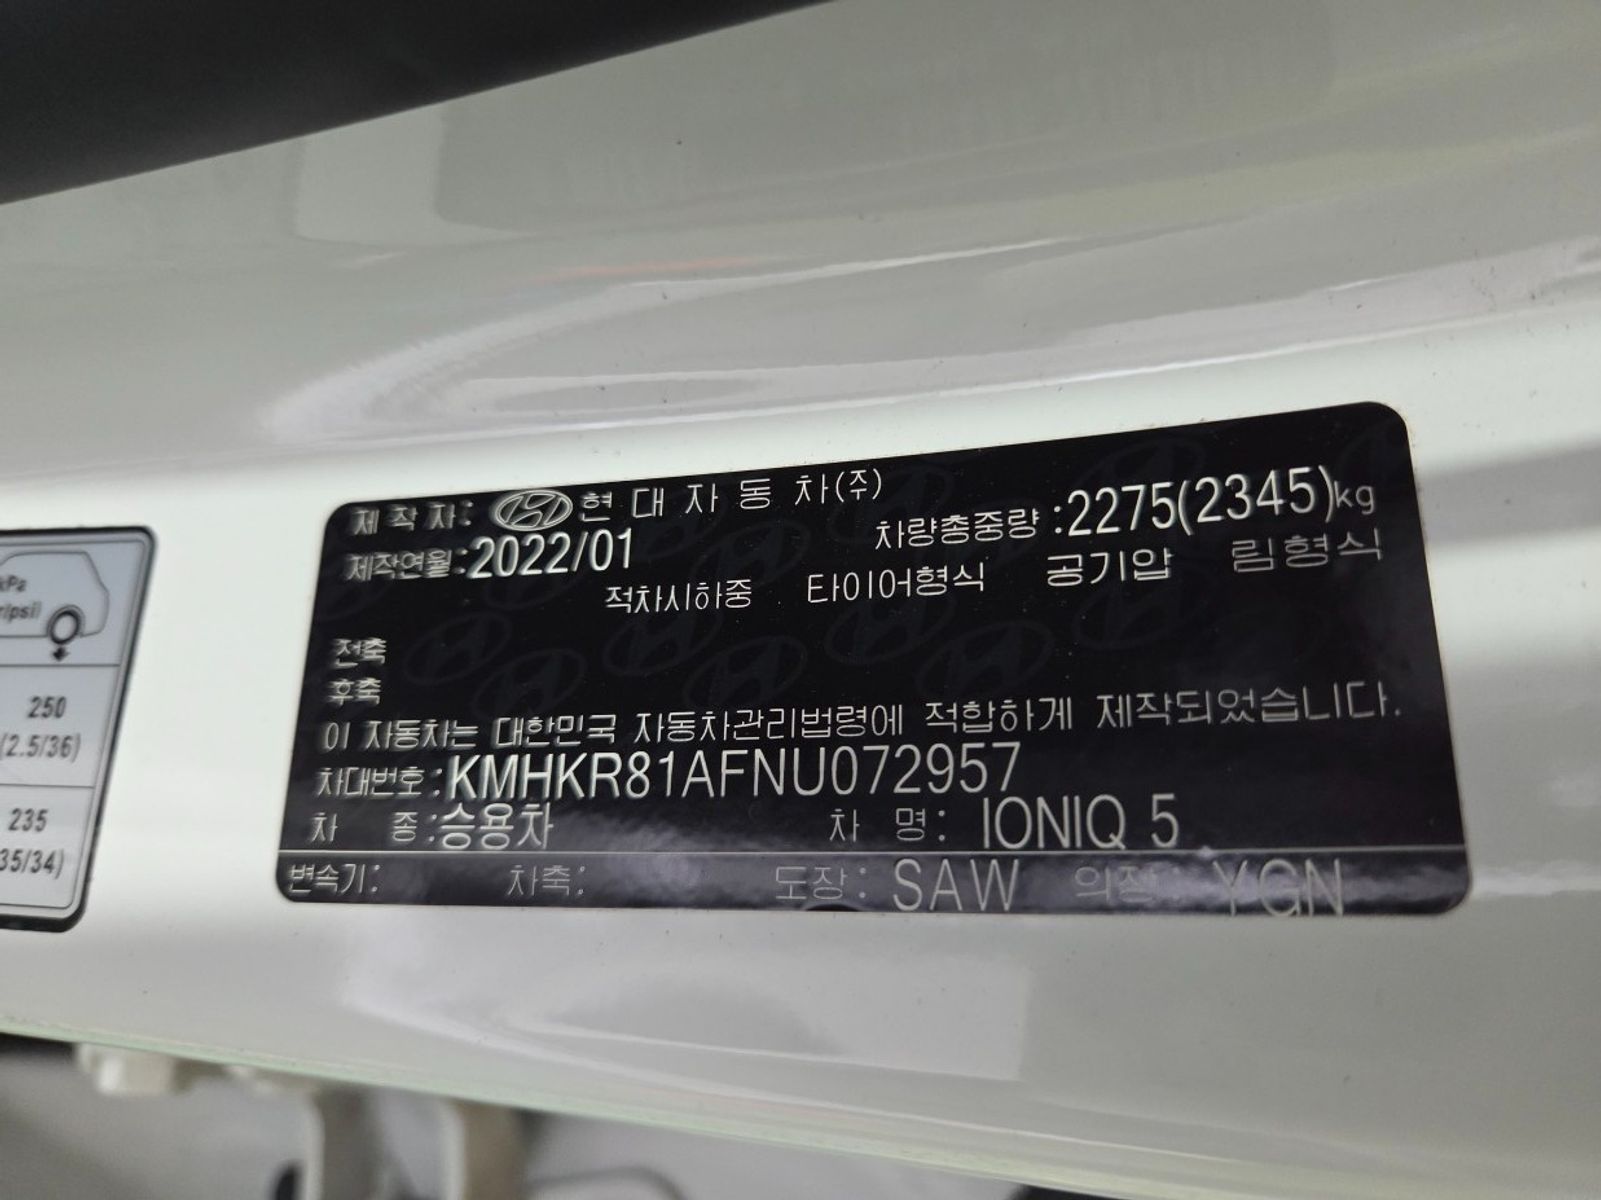 제작자: 현대자동차(주)
제작연월:2022/01 차량총중량:2275(2345)kg
적차시하중 타이어형식 공기압 림형식
전축
후축
이 자동차는 대한민국 자동차관리법령에 적합하게 제작되었습니다.
차대번호:KMHKR81AFNU072957
차 종:승용차 차 명: IONIQ 5
변속기: 차축: 도장: SAW 의장: YGN
kPa
250
(2.5/36)
235
35/34)